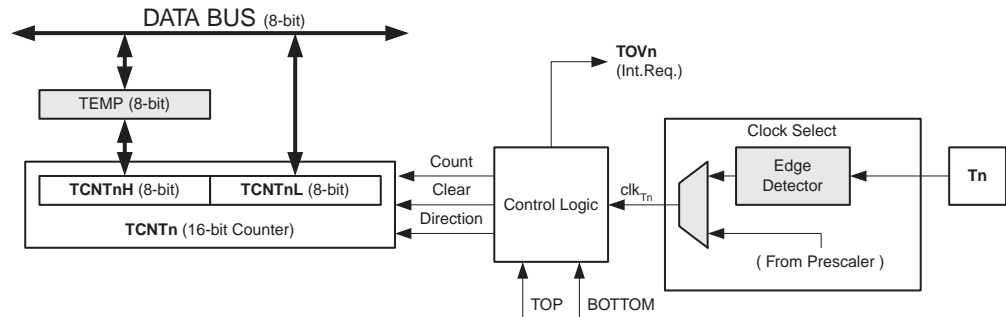 DATA BUS (8-bit)
TOVn
(Int.Req.)
TEMP (8-bit)
Clock Select
TCNTnH (8-bit)
TCNTnL (8-bit)
TCNTn (16-bit Counter)
Count
Clear
Direction
Control Logic
clkTn
Edge
Detector
Tn
( From Prescaler )
TOP
BOTTOM